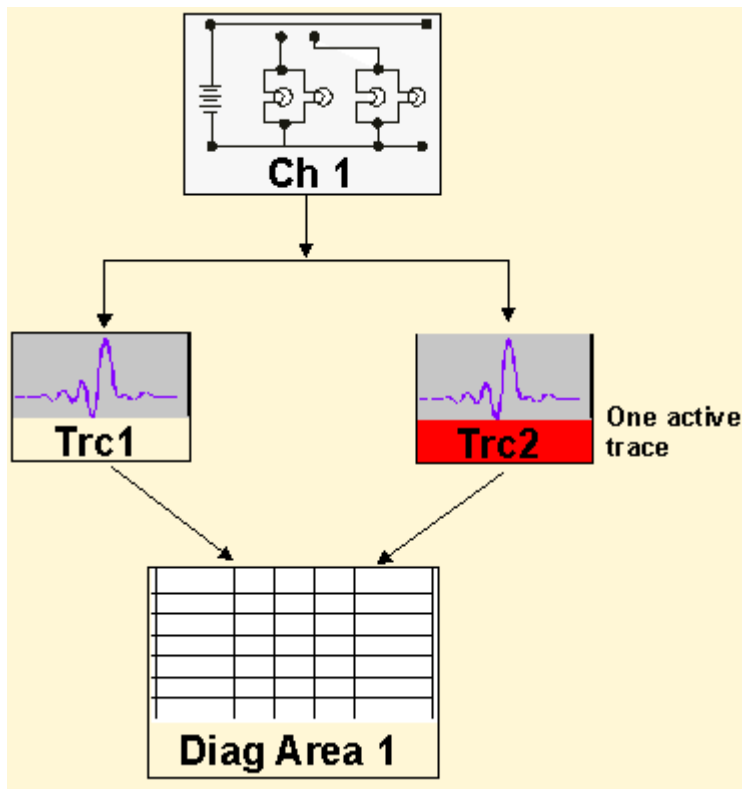 Ch 1
Trc1
Trc2
One active
trace
Diag Area 1